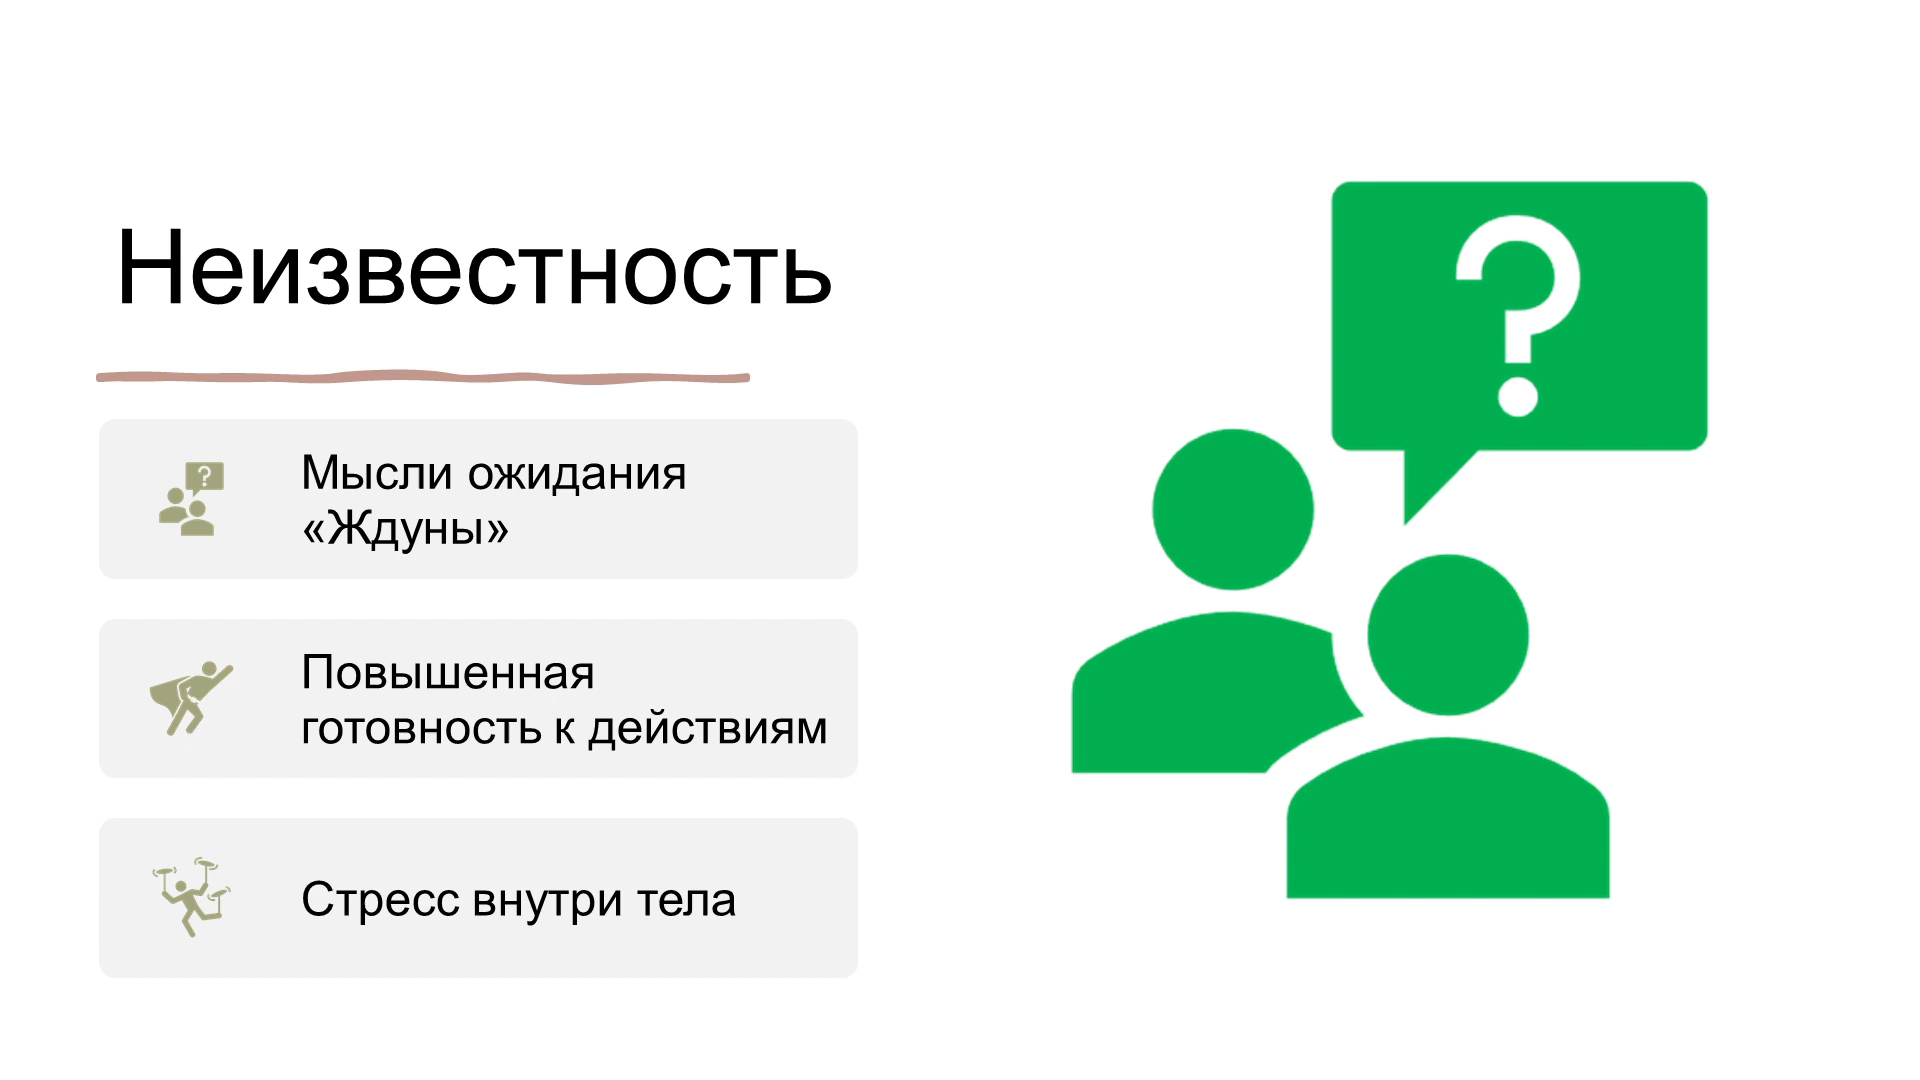 Неизвестность
Мысли ожидания
«Ждуны»
Повышенная
готовность к действиям
Стресс внутри тела
?
?